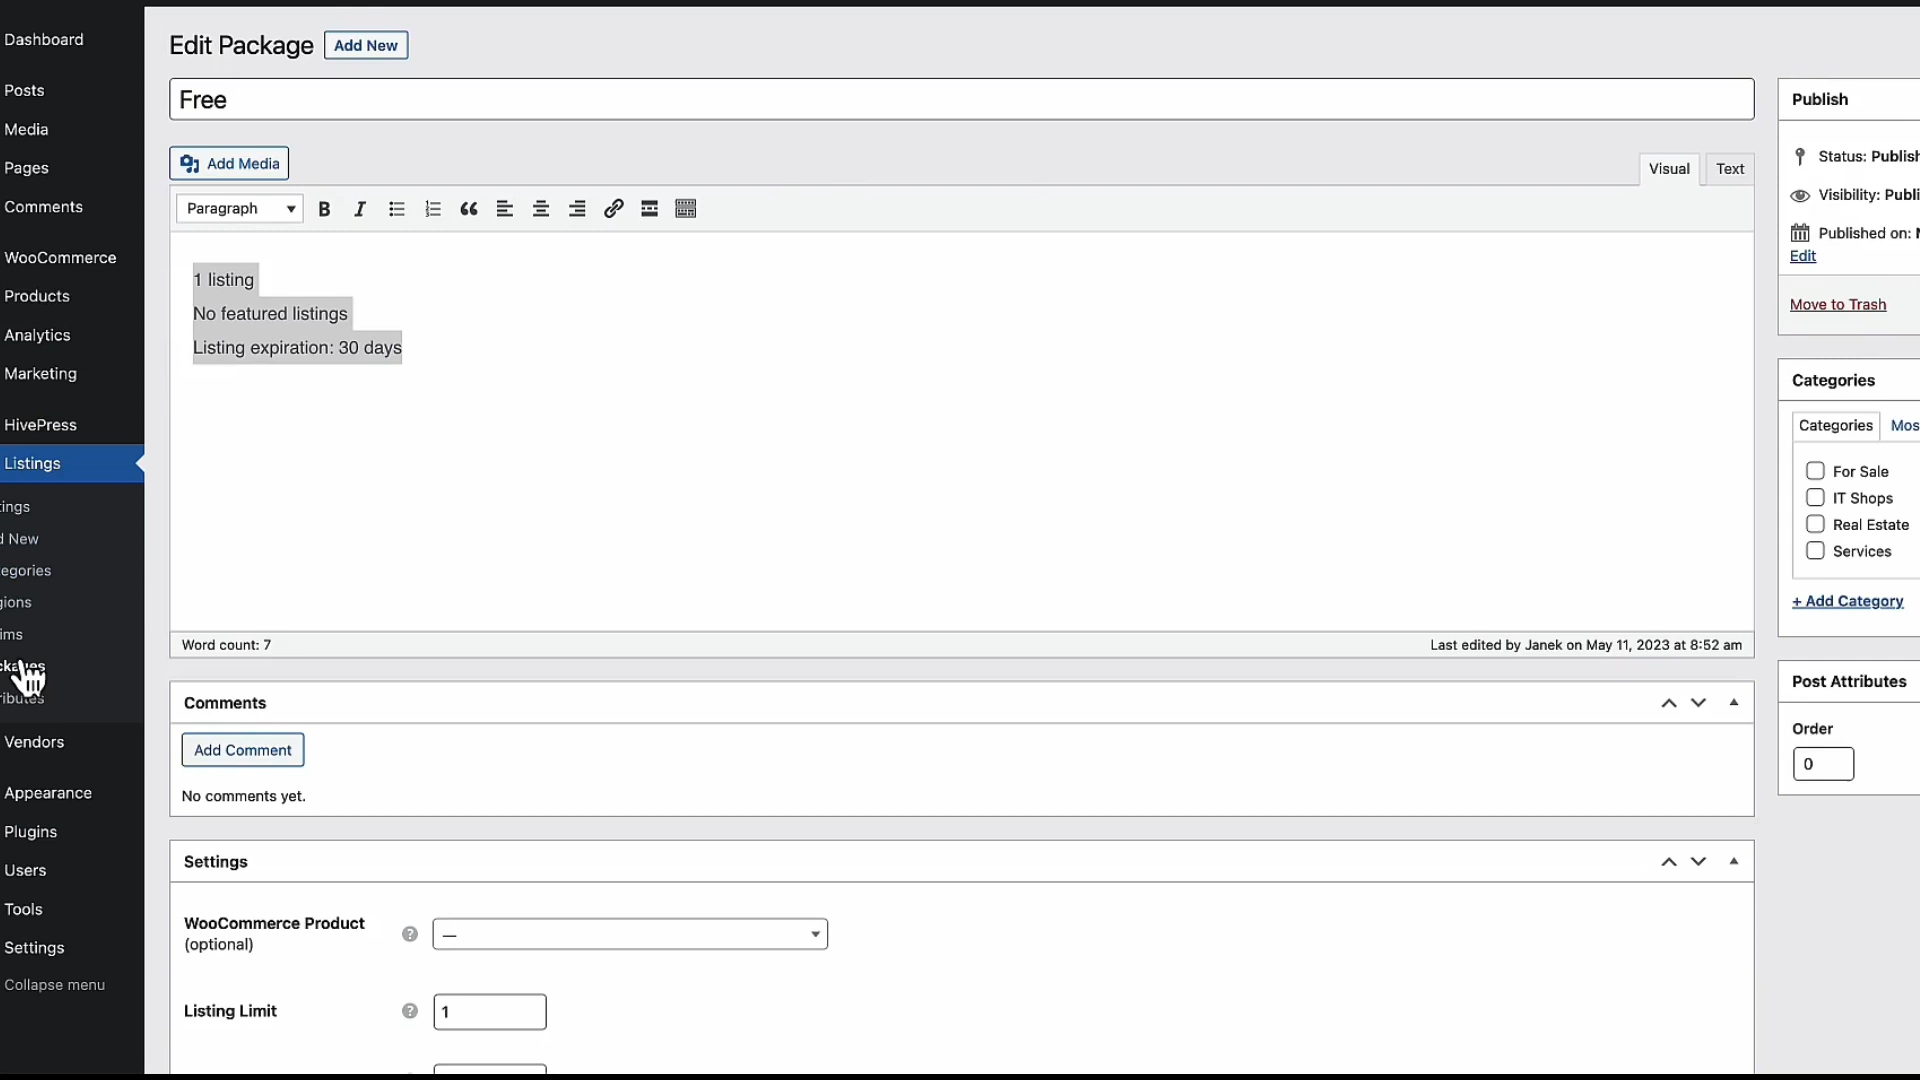 Dashboard
Posts
Media
Pages
Comments
WooCommerce
Products
Analytics
Marketing
HivePress
Listings
tings
d New
egories
gions
ims
ckages
ributes
Vendors
Appearance
Plugins
Users
Tools
Settings
Collapse menu
Edit Package
Add New
Free
Add Media
Visual
Text
Paragraph
1 listing
No featured listings
Listing expiration: 30 days
Word count: 7
Last edited by Janek on May 11, 2023 at 8:52 am
Comments
Add Comment
No comments yet.
Settings
WooCommerce Product
(optional)
—
Listing Limit
1
Publish
Status: Publish
Visibility: Publi
Published on:
Edit
Move to Trash
Categories
Categories
Mos
For Sale
IT Shops
Real Estate
Services
+ Add Category
Post Attributes
Order
0